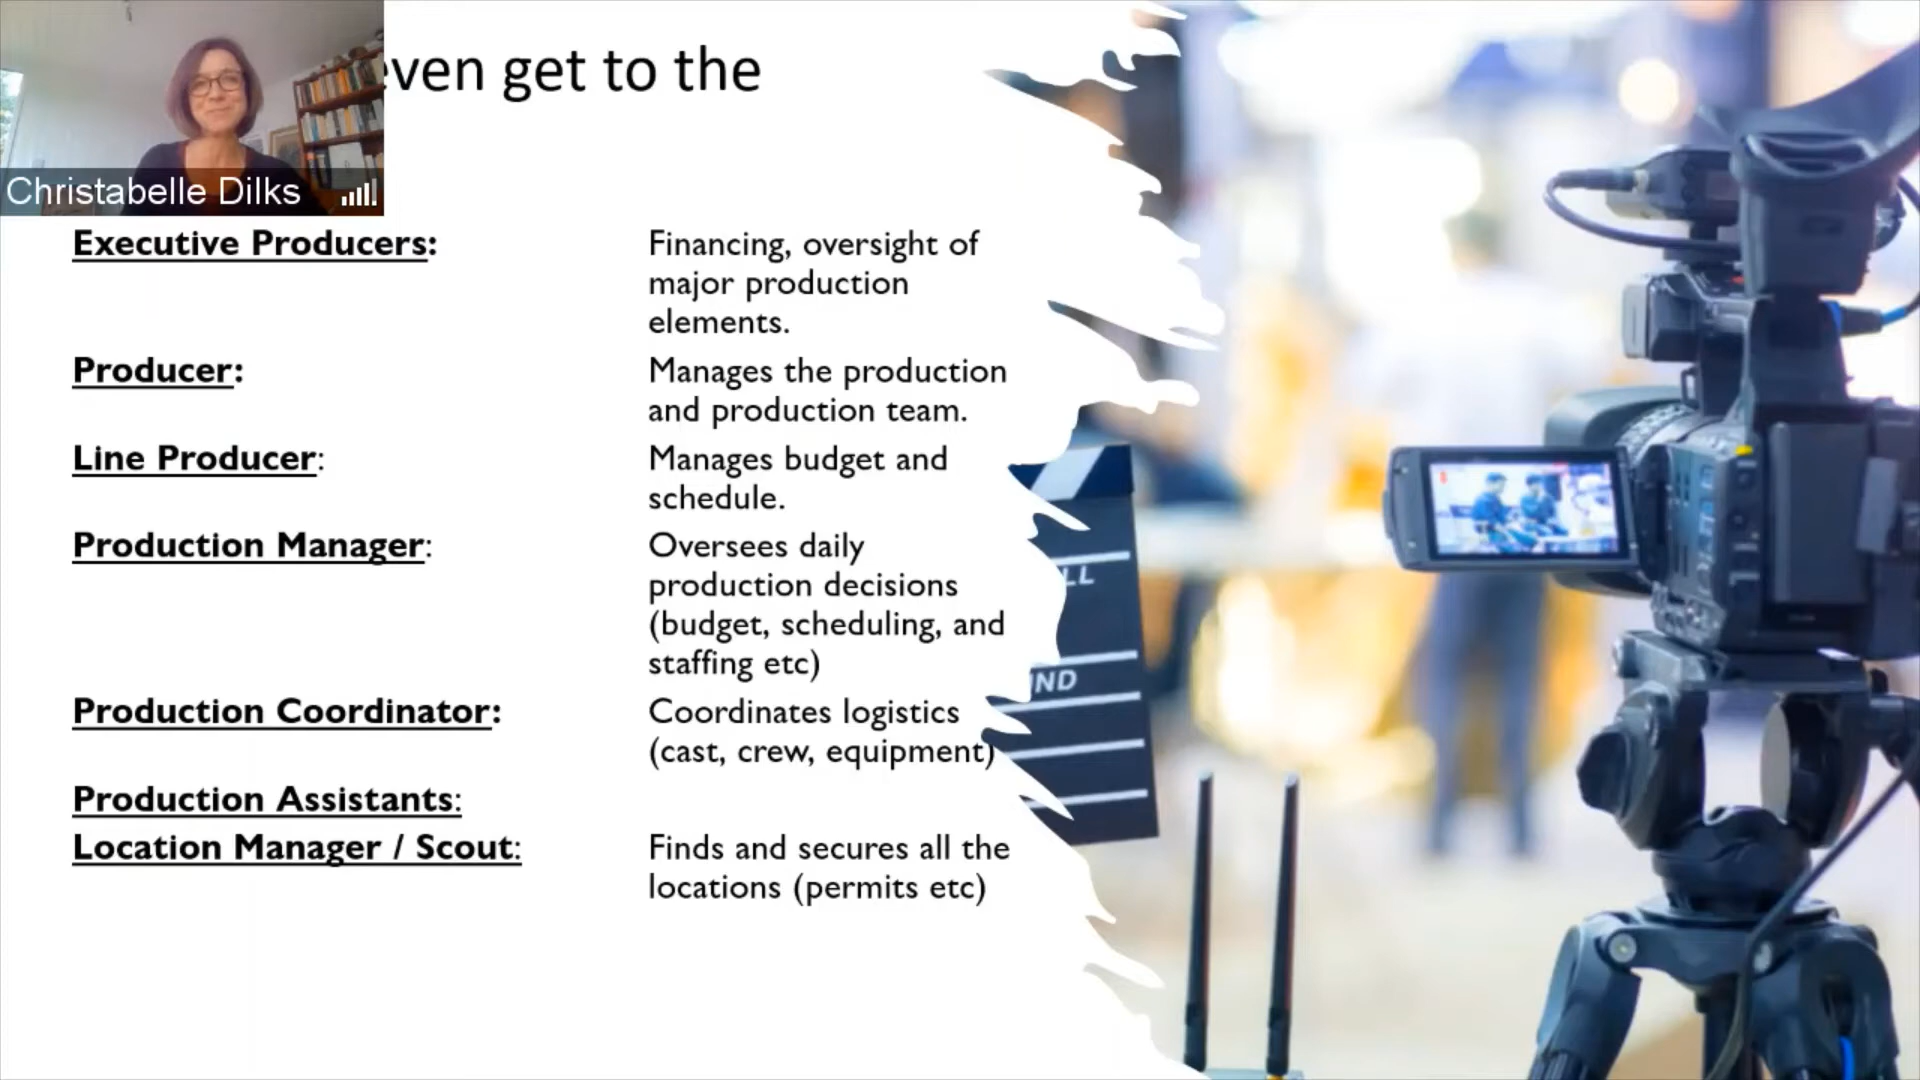 even get to the
Christabelle Dilks
Executive Producers:
Financing, oversight of
major production
elements.
Producer:
Manages the production
and production team.
Line Producer:
Manages budget and
schedule.
Production Manager:
Oversees daily
production decisions
(budget, scheduling, and
staffing etc)
Production Coordinator:
Coordinates logistics
(cast, crew, equipment)
Production Assistants:
Location Manager / Scout:
Finds and secures all the
locations (permits etc)